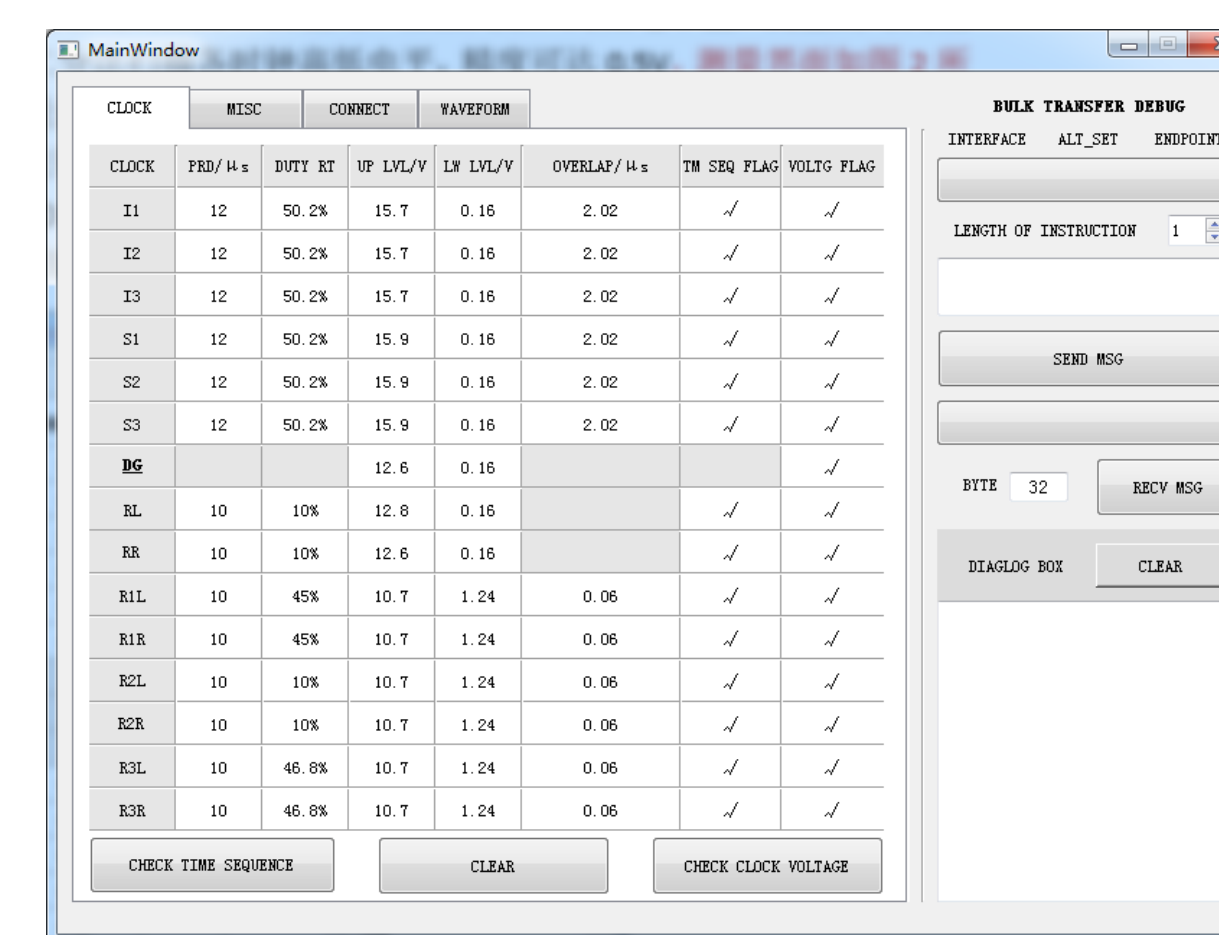 MainWindow
CLOCK MISC CONNECT WAVEFORM
CLOCK PRD/μs DUTY RT UP LVL/V LW LVL/V OVERLAP/μs TM SEQ FLAG VOLTG FLAG
I1 12 50.2% 15.7 0.16 2.02 √ √
I2 12 50.2% 15.7 0.16 2.02 √ √
I3 12 50.2% 15.7 0.16 2.02 √ √
S1 12 50.2% 15.9 0.16 2.02 √ √
S2 12 50.2% 15.9 0.16 2.02 √ √
S3 12 50.2% 15.9 0.16 2.02 √ √
DG 12.6 0.16 √
RL 10 10% 12.8 0.16 √ √
RR 10 10% 12.6 0.16 √ √
R1L 10 45% 10.7 1.24 0.06 √ √
R1R 10 45% 10.7 1.24 0.06 √ √
R2L 10 10% 10.7 1.24 0.06 √ √
R2R 10 10% 10.7 1.24 0.06 √ √
R3L 10 46.8% 10.7 1.24 0.06 √ √
R3R 10 46.8% 10.7 1.24 0.06 √ √
CHECK TIME SEQUENCE CLEAR CHECK CLOCK VOLTAGE
BULK TRANSFER DEBUG
INTERFACE ALT_SET ENDPOINT
LENGTH OF INSTRUCTION 1
SEND MSG
BYTE 32 RECV MSG
DIAGLOG BOX CLEAR